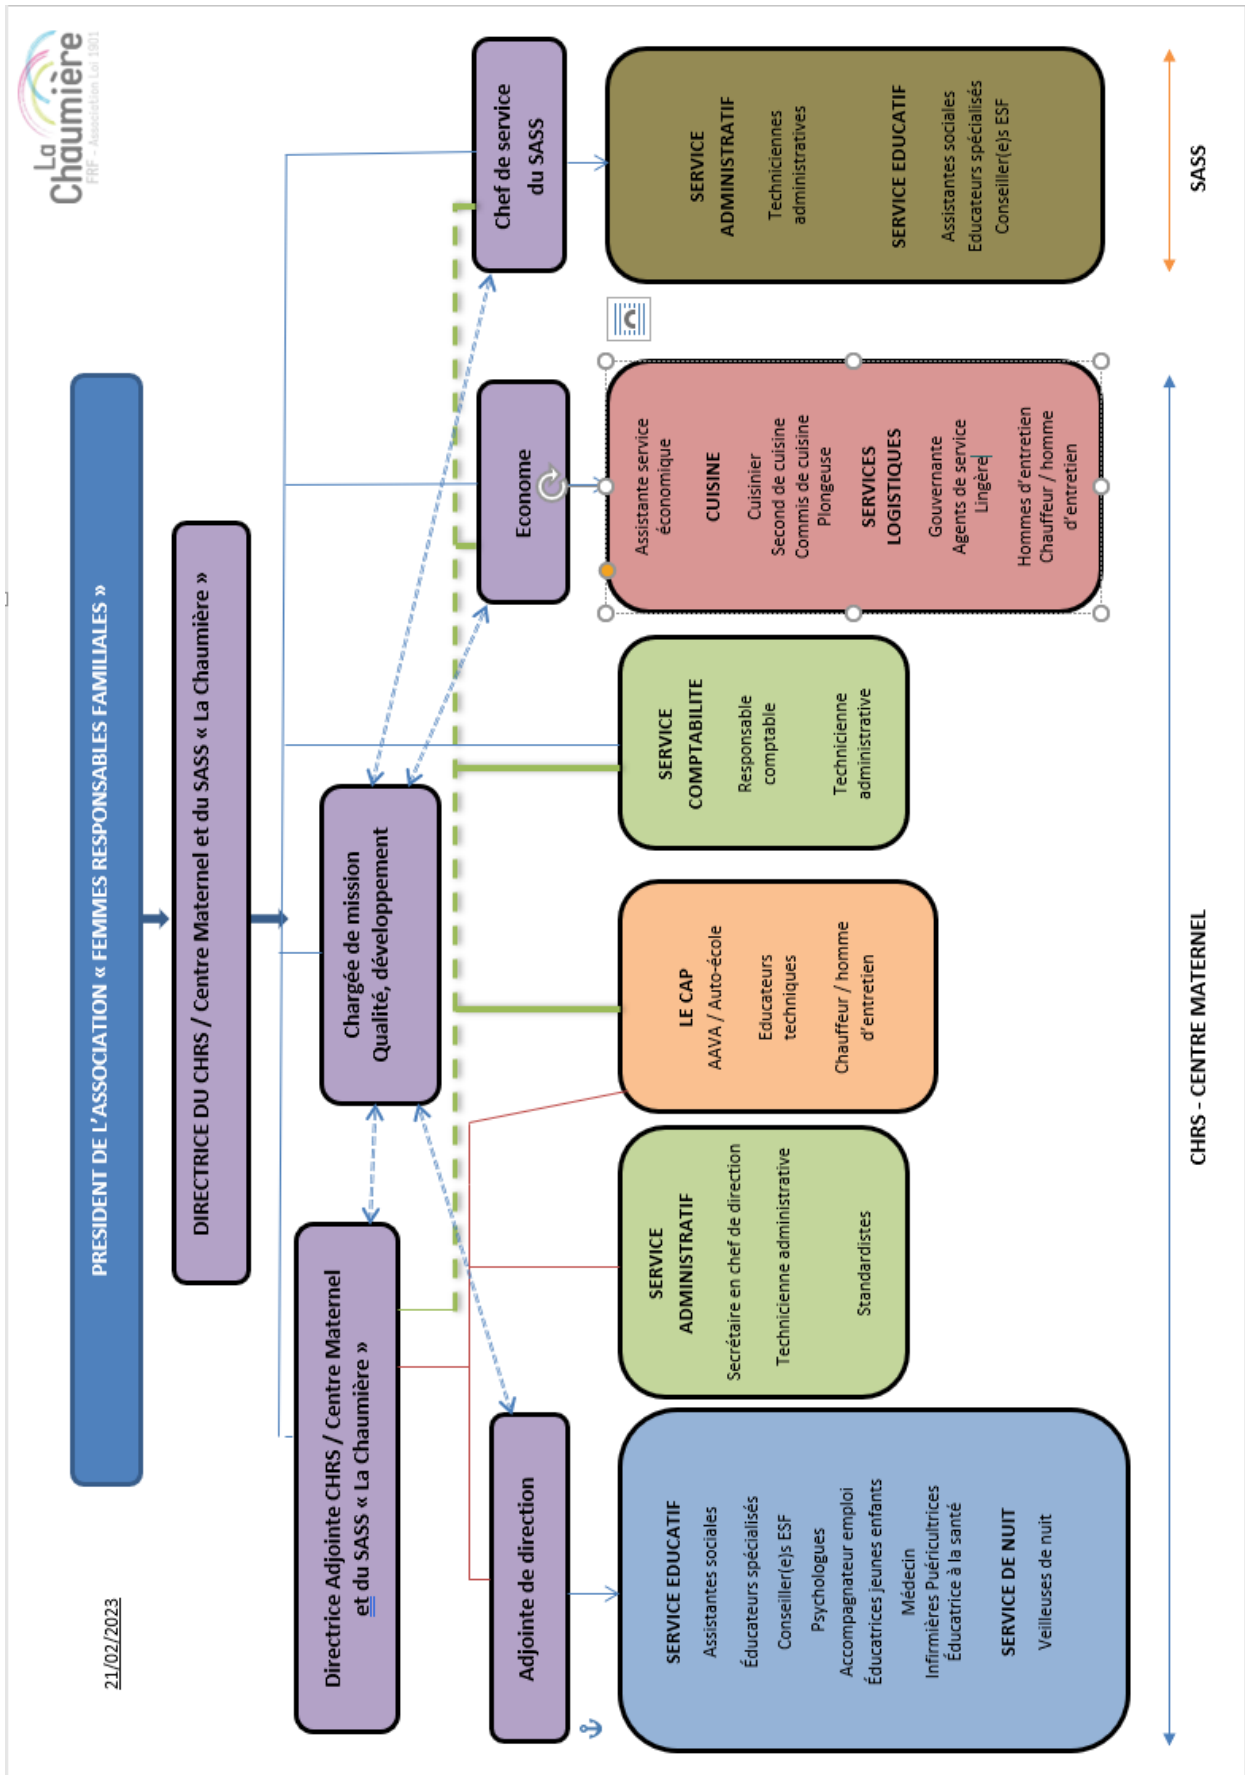 21/02/2023
La
Chaumière
FRF - Association Loi 1901
PRESIDENT DE L'ASSOCIATION « FEMMES RESPONSABLES FAMILIALES »
DIRECTRICE DU CHRS / Centre Maternel et du SASS « La Chaumière »
Directrice Adjointe CHRS / Centre Maternel
et du SASS « La Chaumière »
Chargée de mission
Qualité, développement
Adjointe de direction
Econome
Chef de service
du SASS
SERVICE EDUCATIF
Assistantes sociales
Éducateurs spécialisés
Conseiller(e)s ESF
Psychologues
Accompagnateur emploi
Éducatrices jeunes enfants
Médecin
Infirmières Puéricultrices
Éducatrice à la santé
SERVICE DE NUIT
Veilleuses de nuit
SERVICE
ADMINISTRATIF
Secrétaire en chef de direction
Technicienne administrative
Standardistes
LE CAP
AAVA / Auto-école
Educateurs
techniques
Chauffeur / homme
d'entretien
SERVICE
COMPTABILITE
Responsable
comptable
Technicienne
administrative
Assistante service
économique
CUISINE
Cuisinier
Second de cuisine
Commis de cuisine
Plongeuse
SERVICES
LOGISTIQUES
Gouvernante
Agents de service
Lingère
Hommes d'entretien
Chauffeur / homme
d'entretien
SERVICE
ADMINISTRATIF
Techniciennes
administratives
SERVICE EDUCATIF
Assistantes sociales
Educateurs spécialisés
Conseiller(e)s ESF
CHRS - CENTRE MATERNEL
SASS